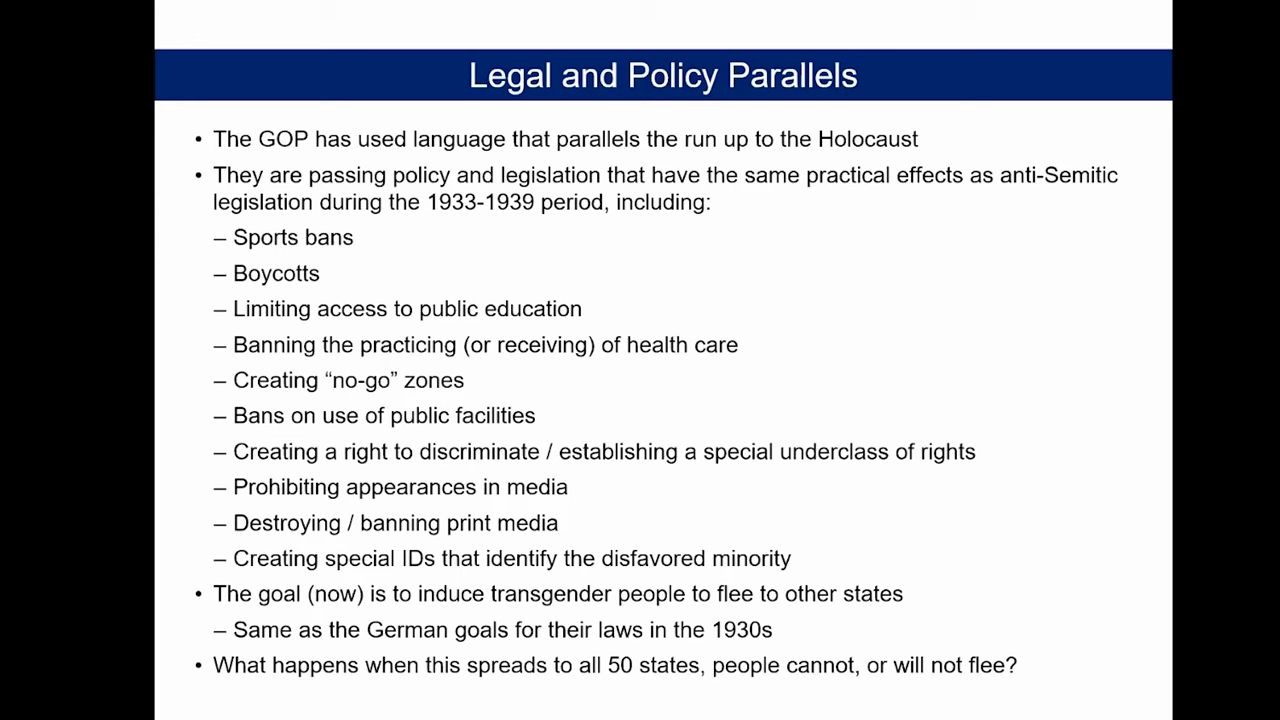 Legal and Policy Parallels
• The GOP has used language that parallels the run up to the Holocaust
• They are passing policy and legislation that have the same practical effects as anti-Semitic
legislation during the 1933-1939 period, including:
– Sports bans
– Boycotts
– Limiting access to public education
– Banning the practicing (or receiving) of health care
– Creating “no-go” zones
– Bans on use of public facilities
– Creating a right to discriminate / establishing a special underclass of rights
– Prohibiting appearances in media
– Destroying / banning print media
– Creating special IDs that identify the disfavored minority
• The goal (now) is to induce transgender people to flee to other states
– Same as the German goals for their laws in the 1930s
• What happens when this spreads to all 50 states, people cannot, or will not flee?